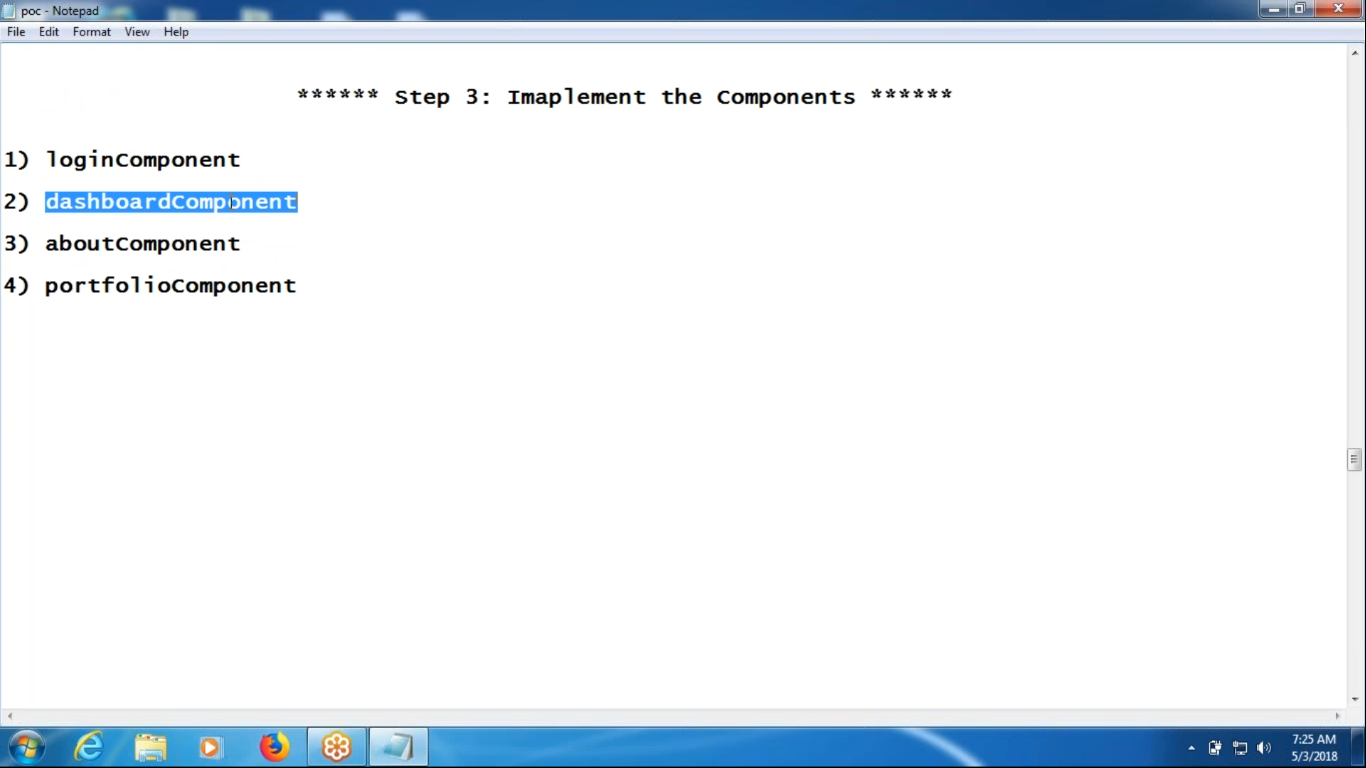 poc - Notepad
File Edit Format View Help
****** Step 3: Imaplement the Components ******
1) loginComponent
2) dashboardComponent
3) aboutComponent
4) portfolioComponent
7:25 AM
5/3/2018